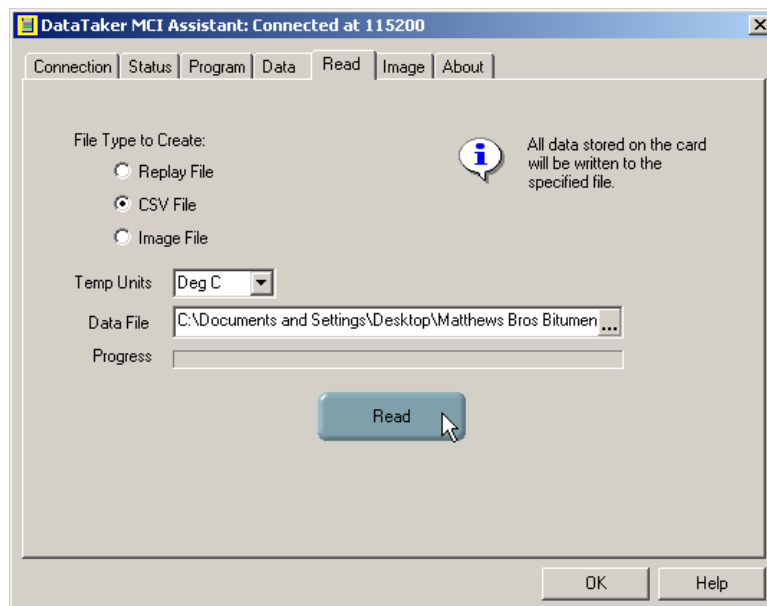 DataTaker MCI Assistant: Connected at 115200
Connection Status Program Data Read Image About
File Type to Create:
Replay File
CSV File
Image File
All data stored on the card
will be written to the
specified file.
Temp Units Deg C
Data File C:\Documents and Settings\Desktop\Matthews Bros Bitumen ...
Progress
Read
OK Help